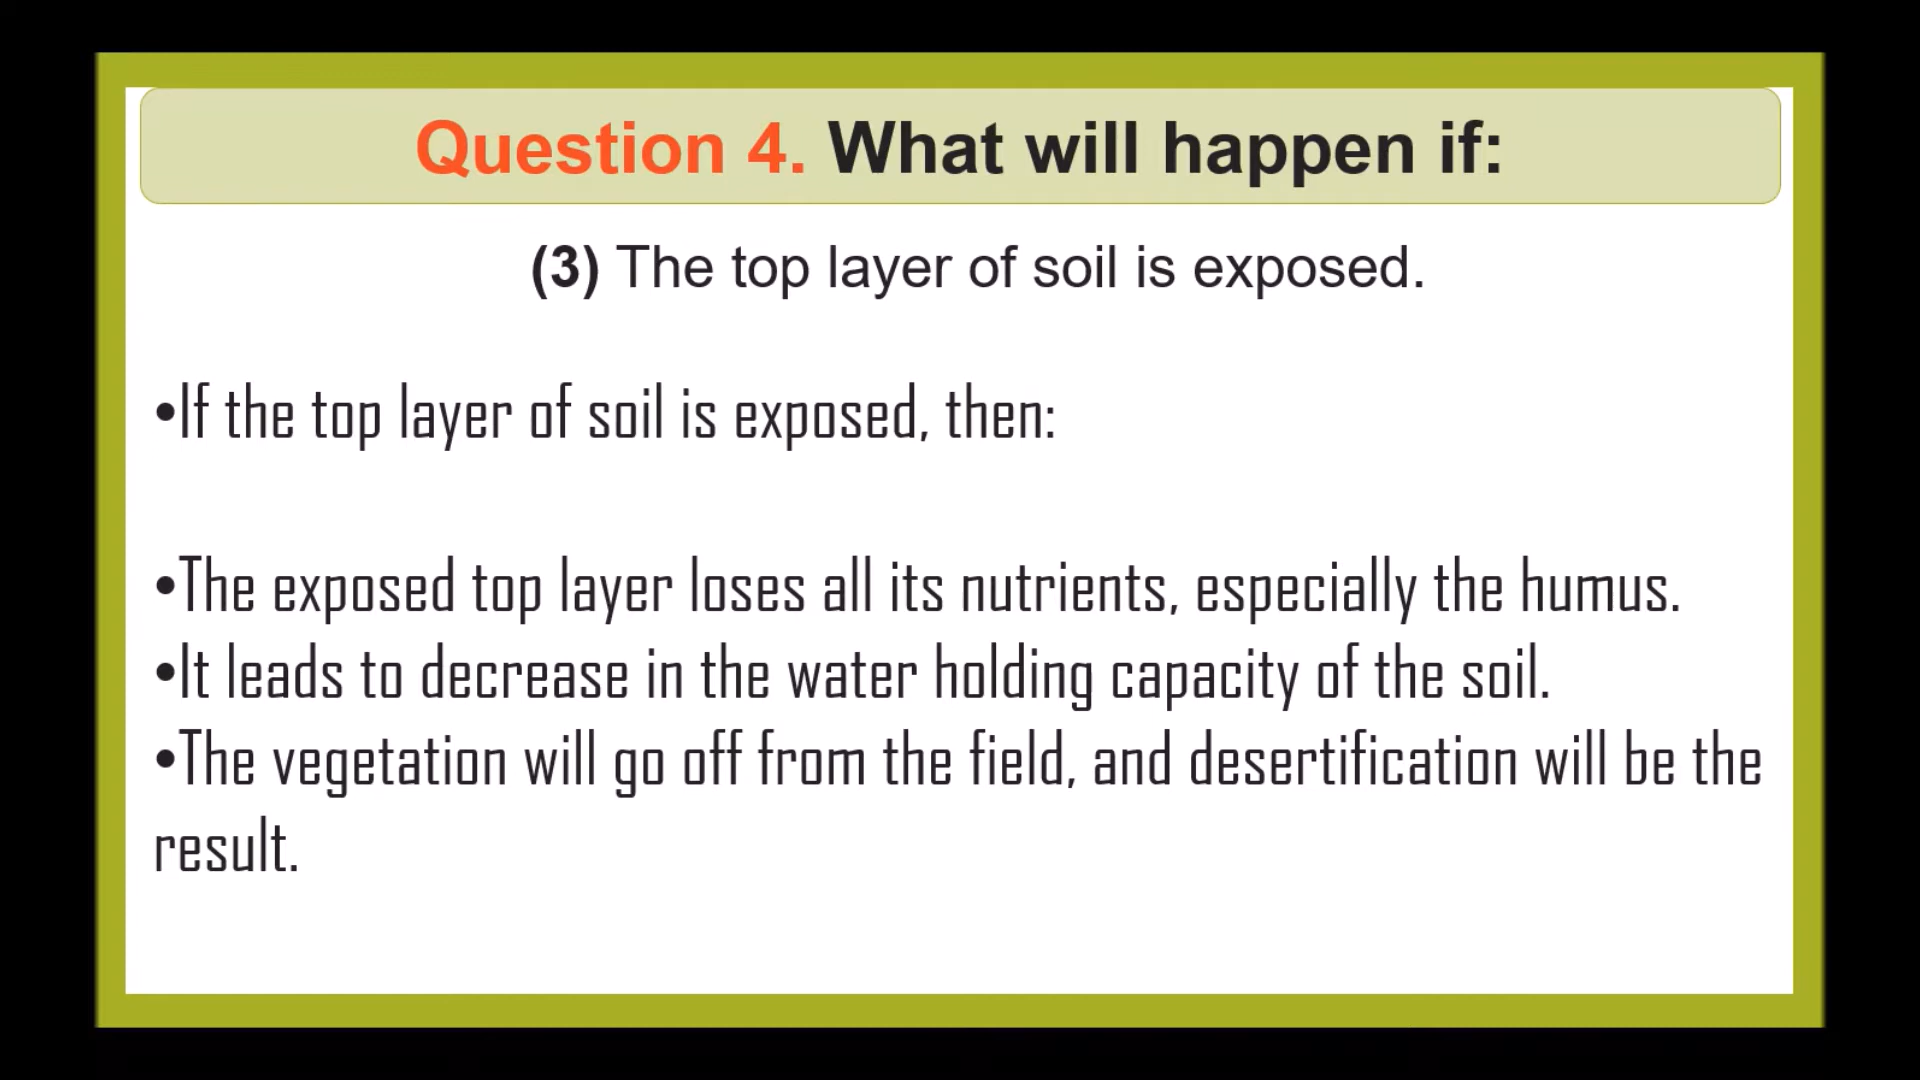 Question 4. What will happen if:
(3) The top layer of soil is exposed.
•If the top layer of soil is exposed, then:
•The exposed top layer loses all its nutrients, especially the humus.
•It leads to decrease in the water holding capacity of the soil.
•The vegetation will go off from the field, and desertification will be the
result.